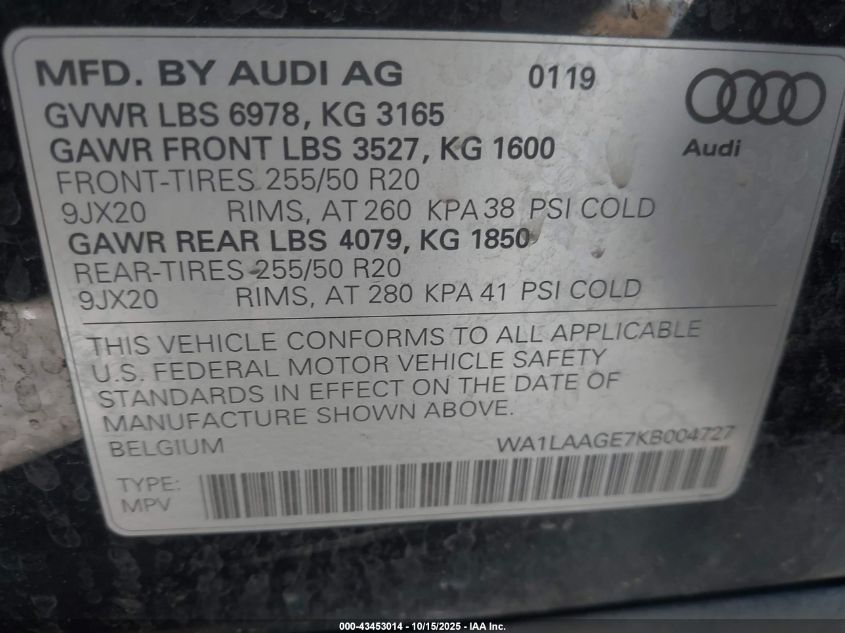 MFD. BY AUDI AG 0119
GVWR LBS 6978, KG 3165
GAWR FRONT LBS 3527, KG 1600
Audi
FRONT-TIRES 255/50 R20
9JX20 RIMS, AT 260 KPA 38 PSI COLD
GAWR REAR LBS 4079, KG 1850
REAR-TIRES 255/50 R20
9JX20 RIMS, AT 280 KPA 41 PSI COLD
THIS VEHICLE CONFORMS TO ALL APPLICABLE
U.S. FEDERAL MOTOR VEHICLE SAFETY
STANDARDS IN EFFECT ON THE DATE OF
MANUFACTURE SHOWN ABOVE.
BELGIUM WA1LAAGE7KB004727
TYPE:
MPV
000-43453014 - 10/15/2025 - IAA Inc.